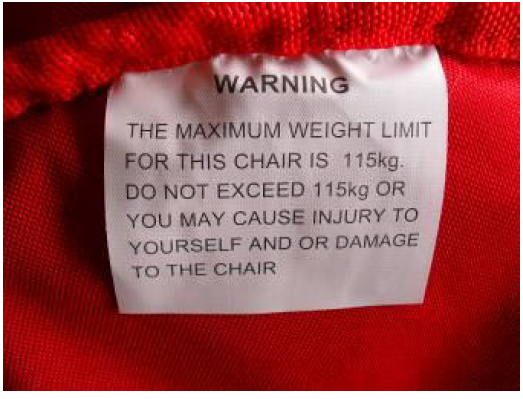 WARNING
THE MAXIMUM WEIGHT LIMIT
FOR THIS CHAIR IS 115kg.
DO NOT EXCEED 115kg OR
YOU MAY CAUSE INJURY TO
YOURSELF AND OR DAMAGE
TO THE CHAIR